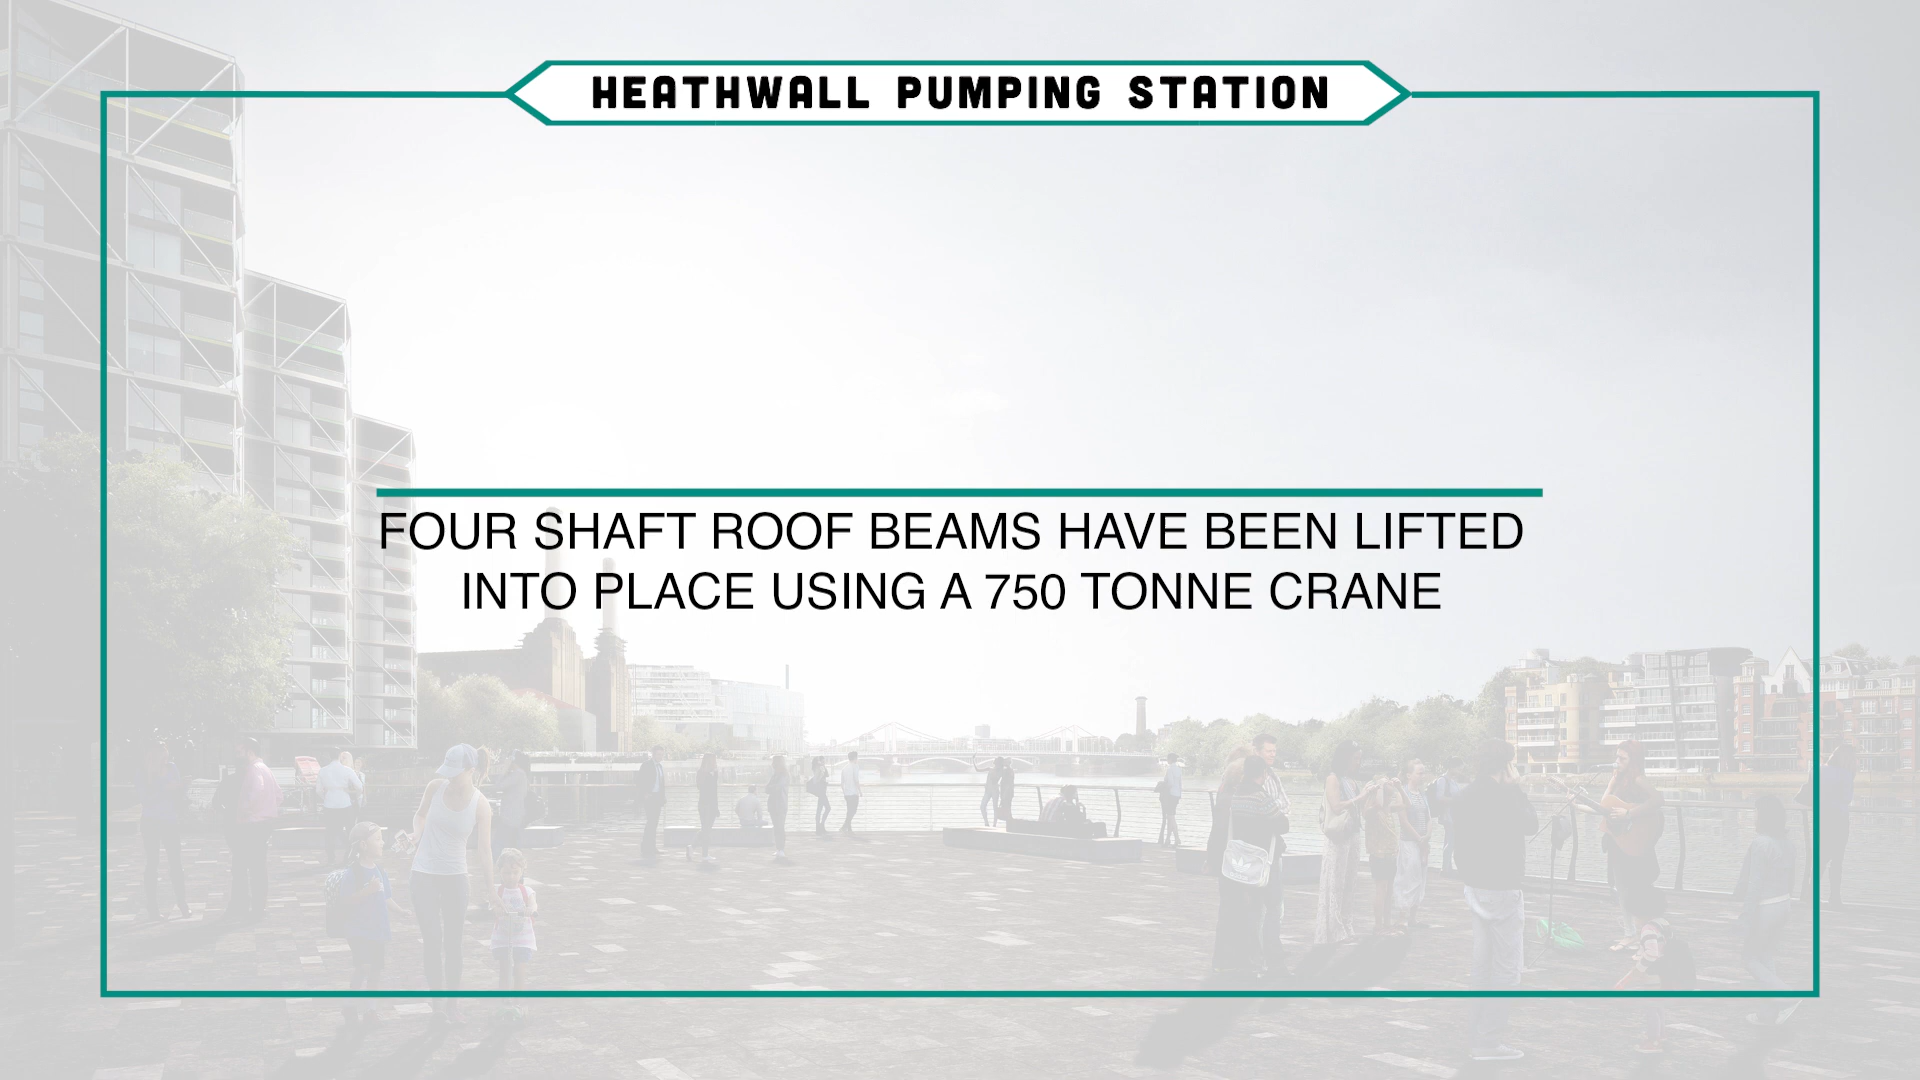 HEATHWALL PUMPING STATION
FOUR SHAFT ROOF BEAMS HAVE BEEN LIFTED
INTO PLACE USING A 750 TONNE CRANE